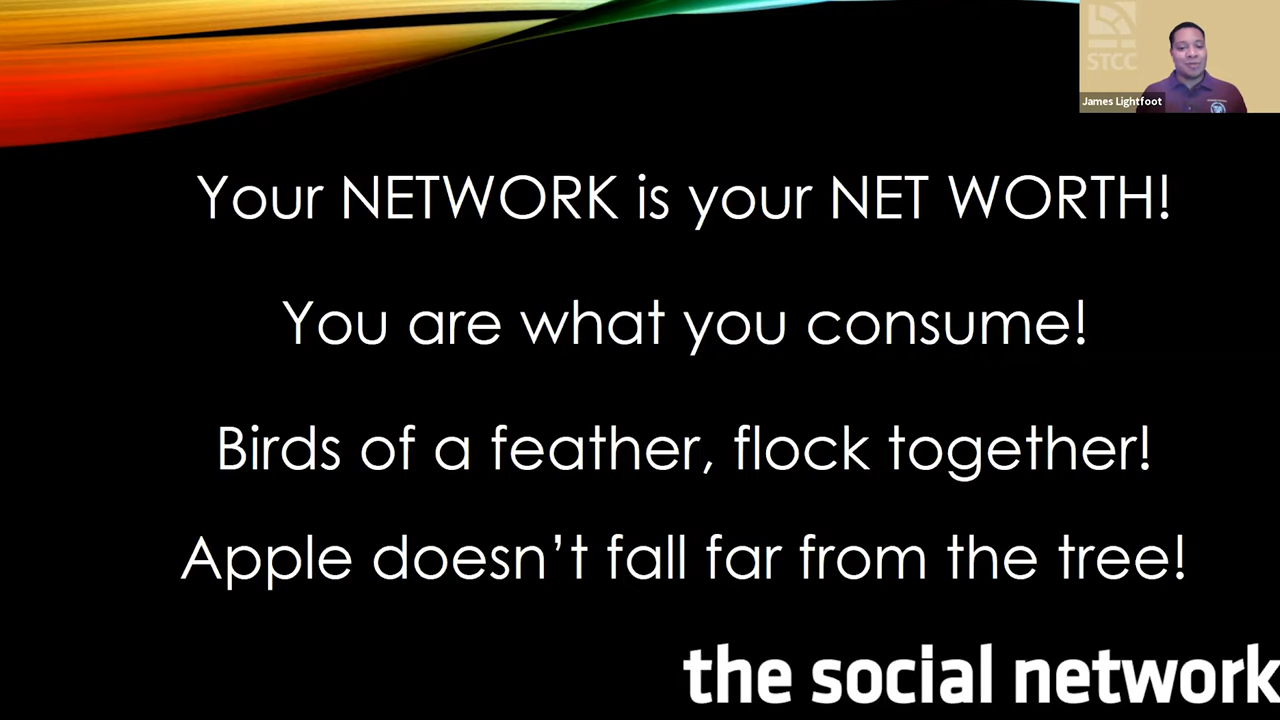 STCC
James Lightfoot
Your NETWORK is your NET WORTH!
You are what you consume!
Birds of a feather, flock together!
Apple doesn’t fall far from the tree!
the social network